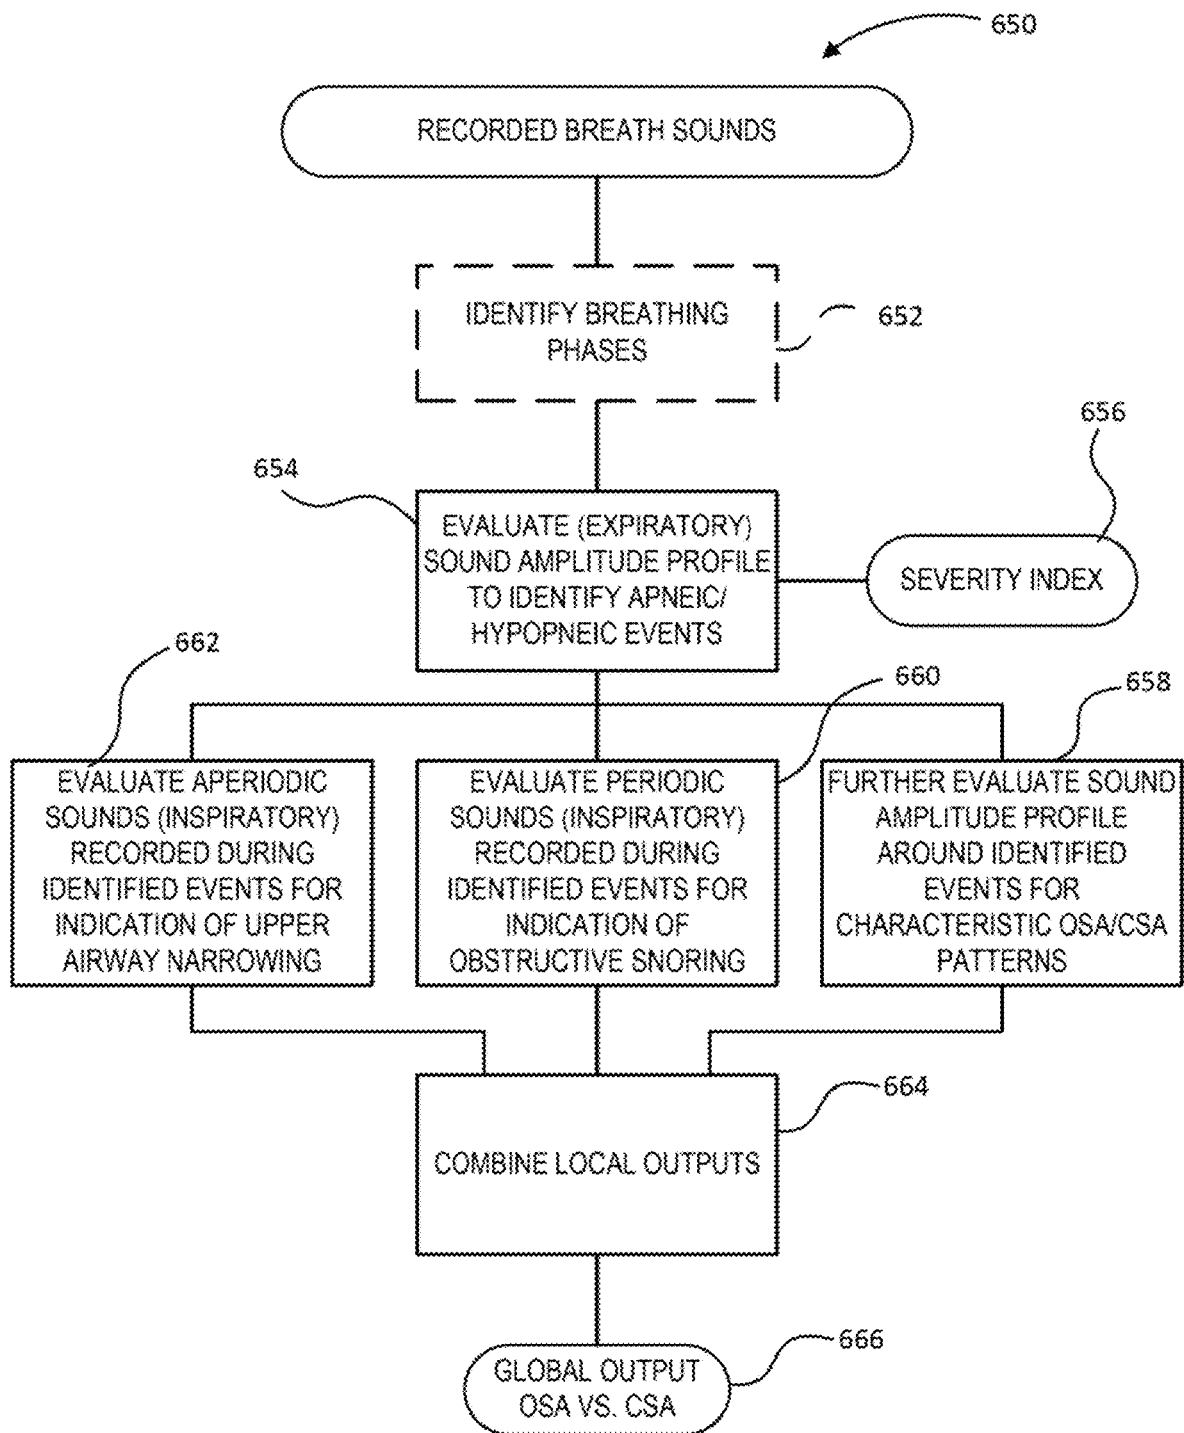 650
RECORDED BREATH SOUNDS
IDENTIFY BREATHING
PHASES
652
656
654
EVALUATE (EXPIRATORY)
SOUND AMPLITUDE PROFILE
TO IDENTIFY APNEIC/
HYPOPNEIC EVENTS
SEVERITY INDEX
662
660
658
EVALUATE APERIODIC
SOUNDS (INSPIRATORY)
RECORDED DURING
IDENTIFIED EVENTS FOR
INDICATION OF UPPER
AIRWAY NARROWING
EVALUATE PERIODIC
SOUNDS (INSPIRATORY)
RECORDED DURING
IDENTIFIED EVENTS FOR
INDICATION OF
OBSTRUCTIVE SNORING
FURTHER EVALUATE SOUND
AMPLITUDE PROFILE
AROUND IDENTIFIED
EVENTS FOR
CHARACTERISTIC OSA/CSA
PATTERNS
664
COMBINE LOCAL OUTPUTS
666
GLOBAL OUTPUT
OSA VS. CSA